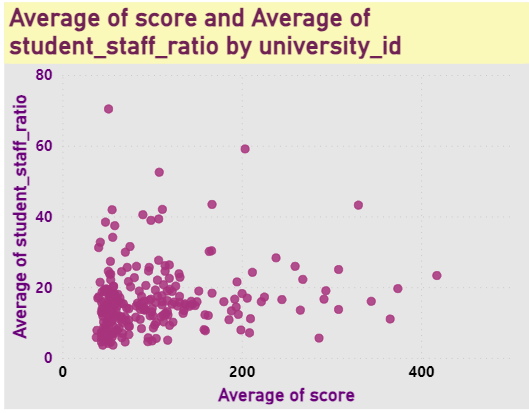 Average of score and Average of
student_staff_ratio by university_id
80
60
40
20
0
Average of student_staff_ratio
0
200
400
Average of score